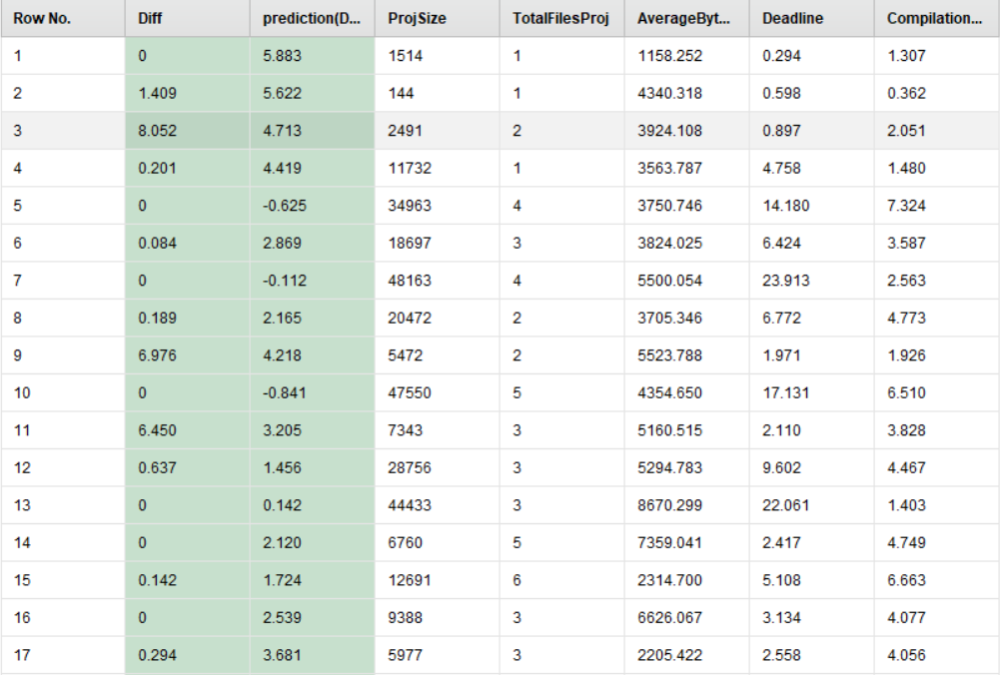 Row No. Diff prediction(D... ProjSize TotalFilesProj AverageByt... Deadline Compilation...
1 0 5.883 1514 1 1158.252 0.294 1.307
2 1.409 5.622 144 1 4340.318 0.598 0.362
3 8.052 4.713 2491 2 3924.108 0.897 2.051
4 0.201 4.419 11732 1 3563.787 4.758 1.480
5 0 -0.625 34963 4 3750.746 14.180 7.324
6 0.084 2.869 18697 3 3824.025 6.424 3.587
7 0 -0.112 48163 4 5500.054 23.913 2.563
8 0.189 2.165 20472 2 3705.346 6.772 4.773
9 6.976 4.218 5472 2 5523.788 1.971 1.926
10 0 -0.841 47550 5 4354.650 17.131 6.510
11 6.450 3.205 7343 3 5160.515 2.110 3.828
12 0.637 1.456 28756 3 5294.783 9.602 4.467
13 0 0.142 44433 3 8670.299 22.061 1.403
14 0 2.120 6760 5 7359.041 2.417 4.749
15 0.142 1.724 12691 6 2314.700 5.108 6.663
16 0 2.539 9388 3 6626.067 3.134 4.077
17 0.294 3.681 5977 3 2205.422 2.558 4.056